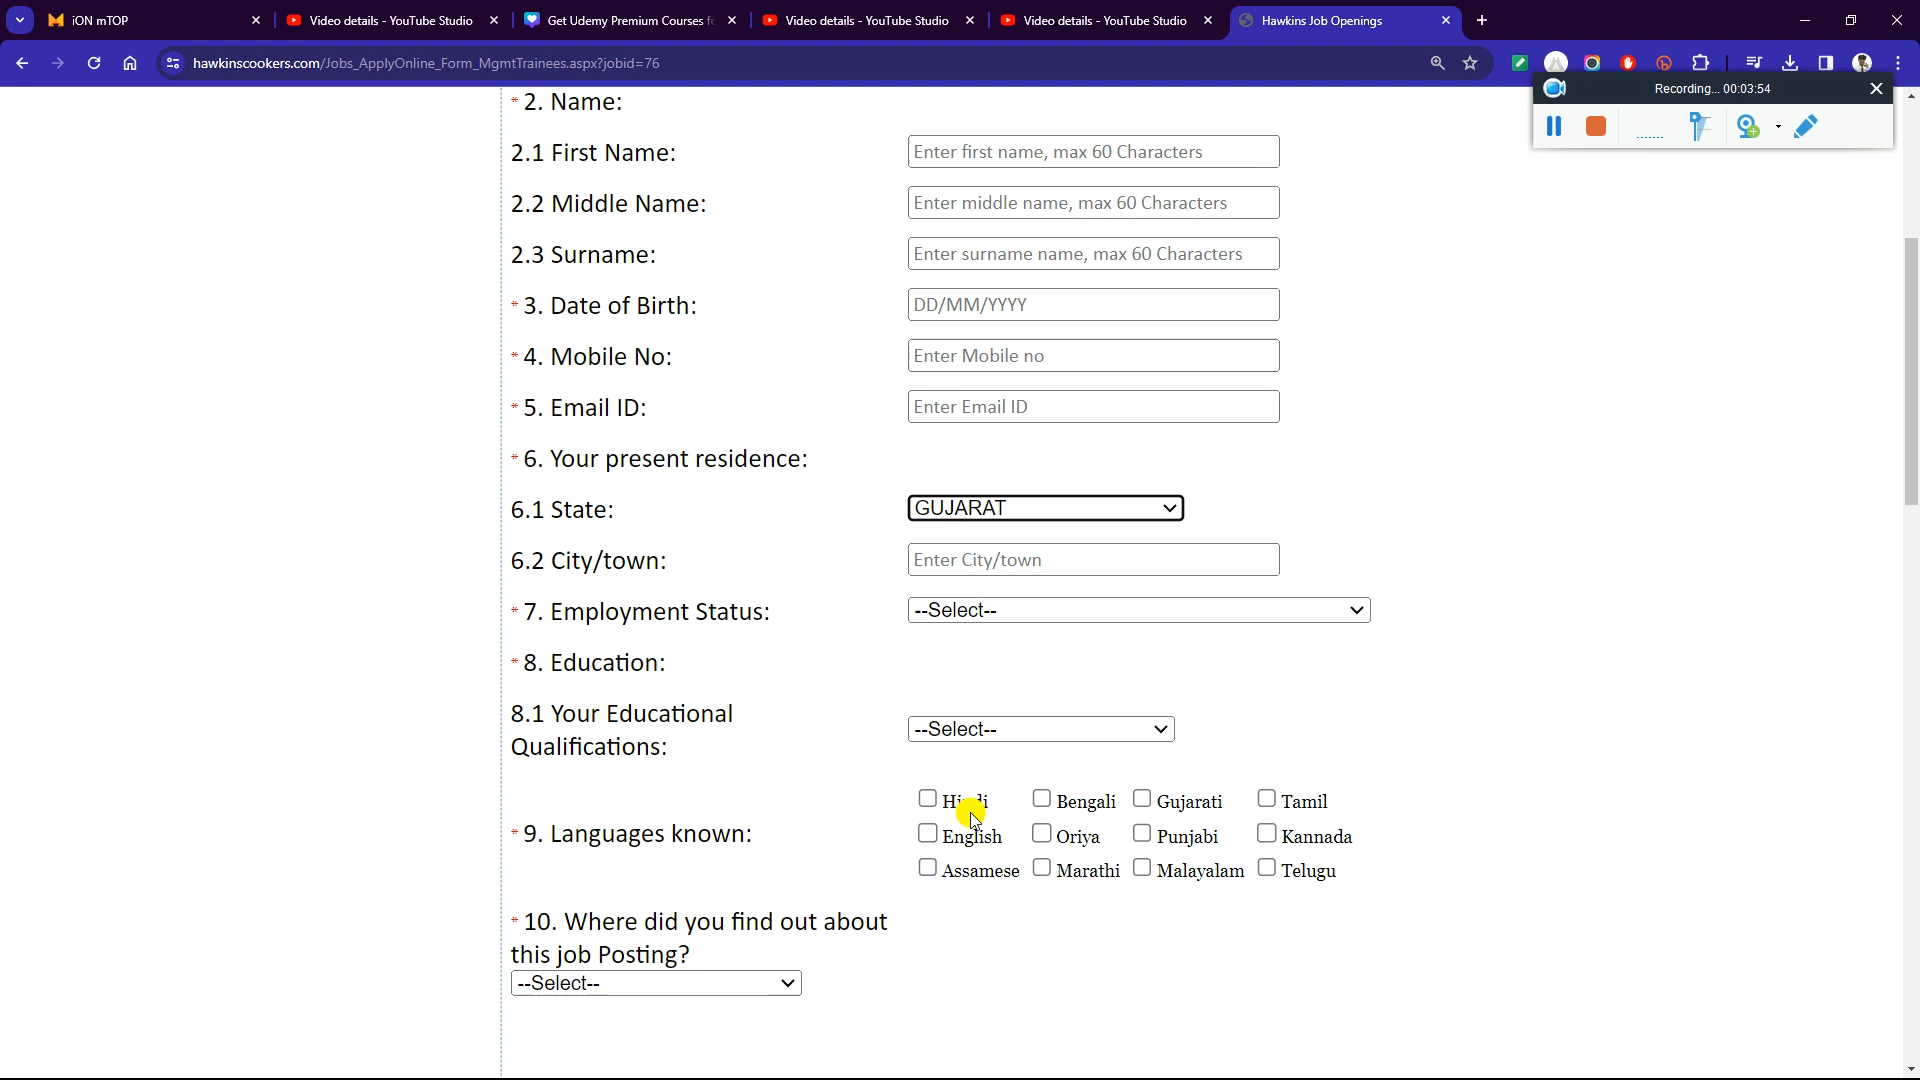 iON mTOP
Video details - YouTube Studio
Get Udemy Premium Courses f
Video details - YouTube Studio
Video details - YouTube Studio
Hawkins Job Openings
hawkinscookers.com/Jobs_ApplyOnline_Form_MgmtTrainees.aspx?jobid=76
Recording... 00:03:54
* 2. Name:
2.1 First Name:
Enter first name, max 60 Characters
2.2 Middle Name:
Enter middle name, max 60 Characters
2.3 Surname:
Enter surname name, max 60 Characters
* 3. Date of Birth:
DD/MM/YYYY
* 4. Mobile No:
Enter Mobile no
* 5. Email ID:
Enter Email ID
* 6. Your present residence:
6.1 State:
GUJARAT
6.2 City/town:
Enter City/town
* 7. Employment Status:
--Select--
* 8. Education:
8.1 Your Educational
Qualifications:
--Select--
* 9. Languages known:
Hindi Bengali Gujarati Tamil
English Oriya Punjabi Kannada
Assamese Marathi Malayalam Telugu
* 10. Where did you find out about
this job Posting?
--Select--